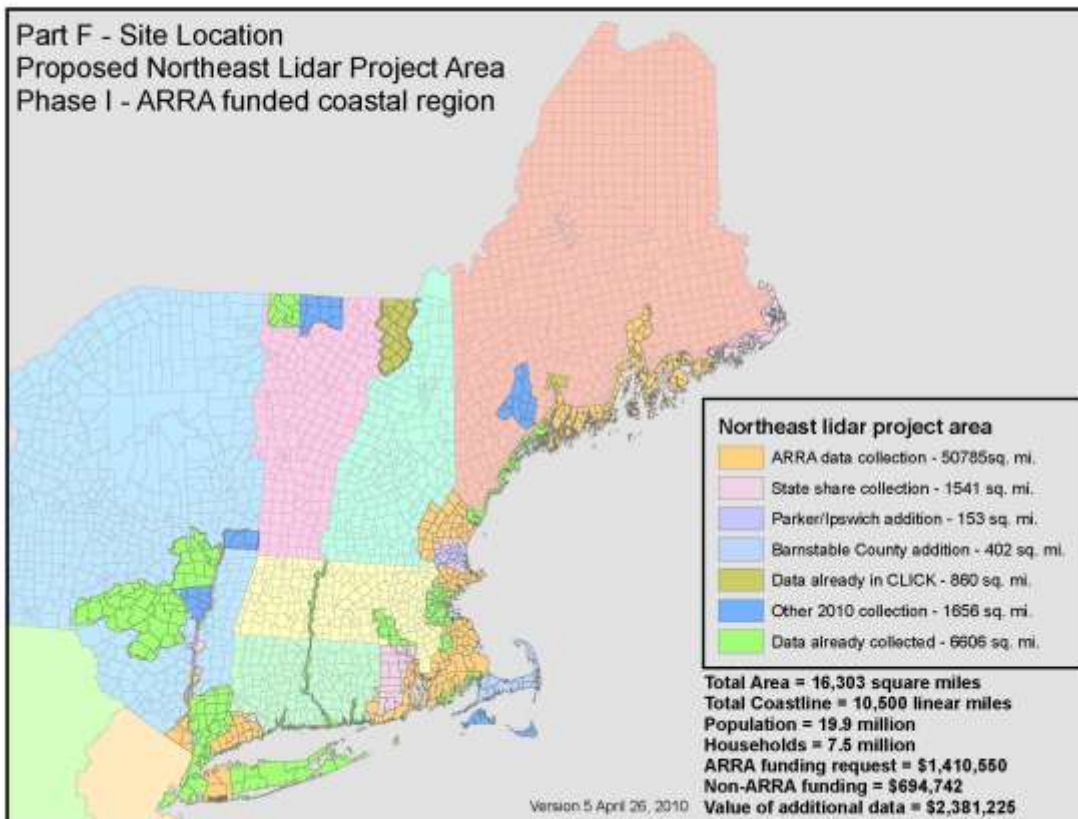 Part F - Site Location
Proposed Northeast Lidar Project Area
Phase I - ARRA funded coastal region
Northeast lidar project area
ARRA data collection - 50785sq. mi.
State share collection - 1541 sq. mi.
Parker/Ipswich addition - 153 sq. mi.
Barnstable County addition - 402 sq. mi.
Data already in CLICK - 860 sq. mi.
Other 2010 collection - 1656 sq. mi.
Data already collected - 6606 sq. mi.
Total Area = 16,303 square miles
Total Coastline = 10,500 linear miles
Population = 19.9 million
Households = 7.5 million
ARRA funding request = $1,410,550
Non-ARRA funding = $694,742
Value of additional data = $2,381,225
Version 5 April 26, 2010